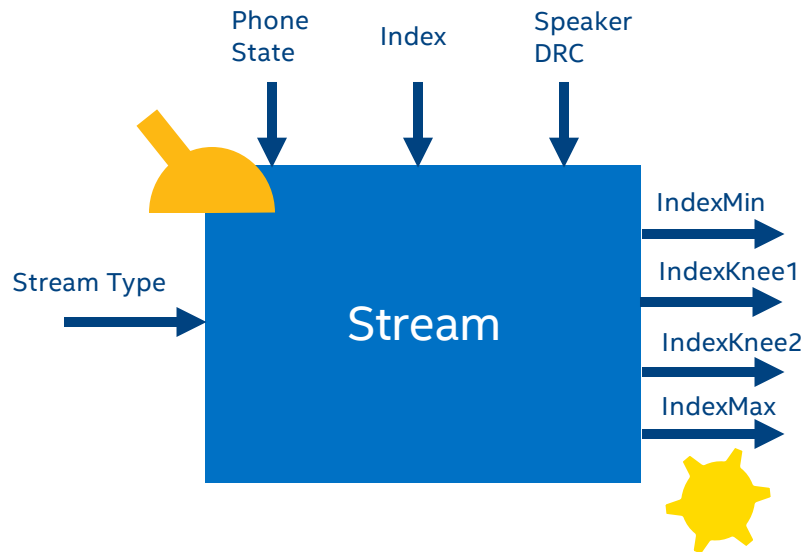 Phone
State
Index
Speaker
DRC
IndexMin
IndexKnee1
Stream Type
Stream
IndexKnee2
IndexMax